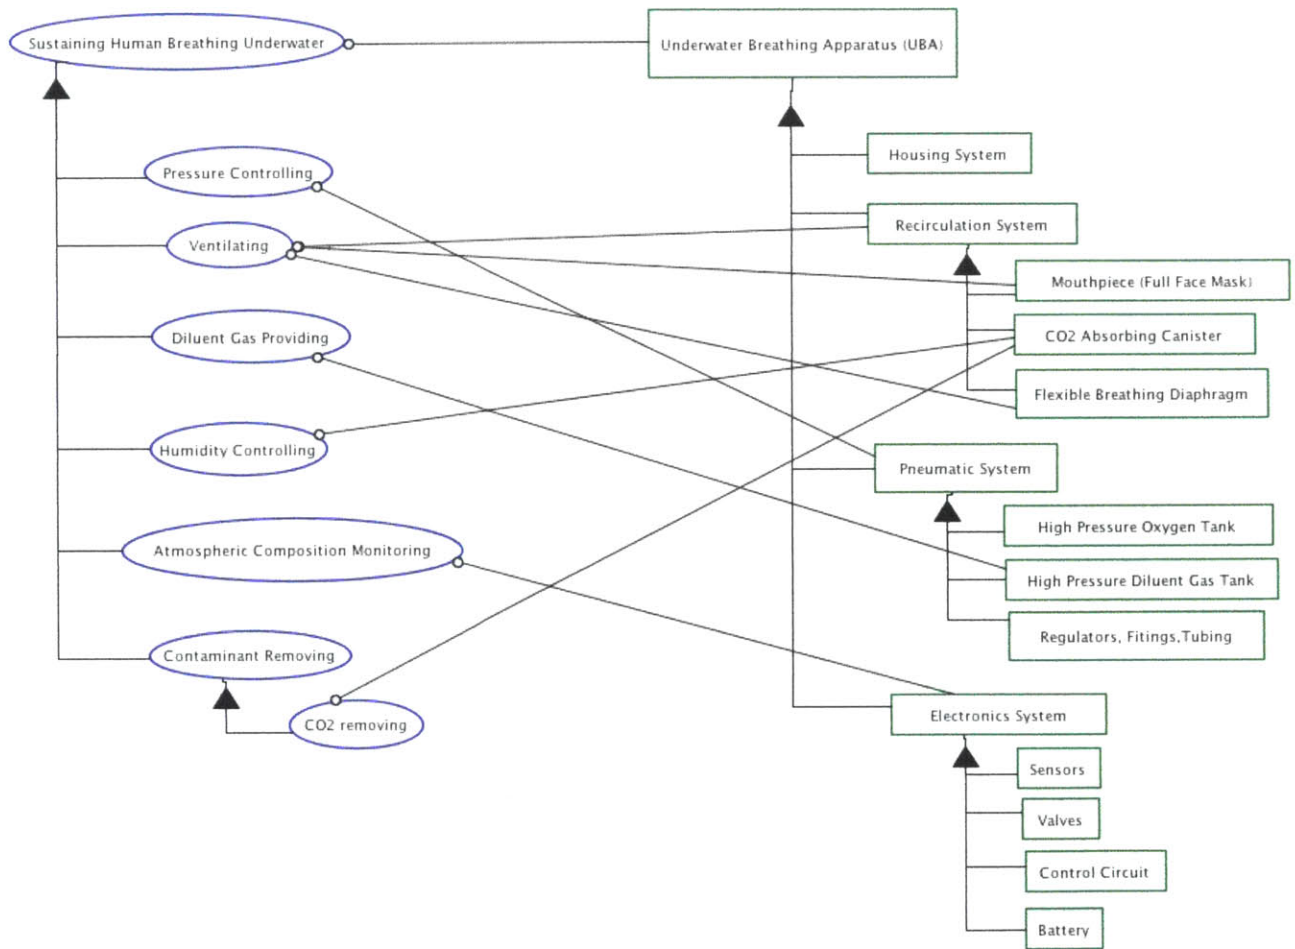 Sustaining Human Breathing Underwater
Underwater Breathing Apparatus (UBA)
Pressure Controlling
Ventilating
Diluent Gas Providing
Humidity Controlling
Atmospheric Composition Monitoring
Contaminant Removing
CO2 removing
Housing System
Recirculation System
Mouthpiece (Full Face Mask)
CO2 Absorbing Canister
Flexible Breathing Diaphragm
Pneumatic System
High Pressure Oxygen Tank
High Pressure Diluent Gas Tank
Regulators, Fitings,Tubing
Electronics System
Sensors
Valves
Control Circuit
Battery